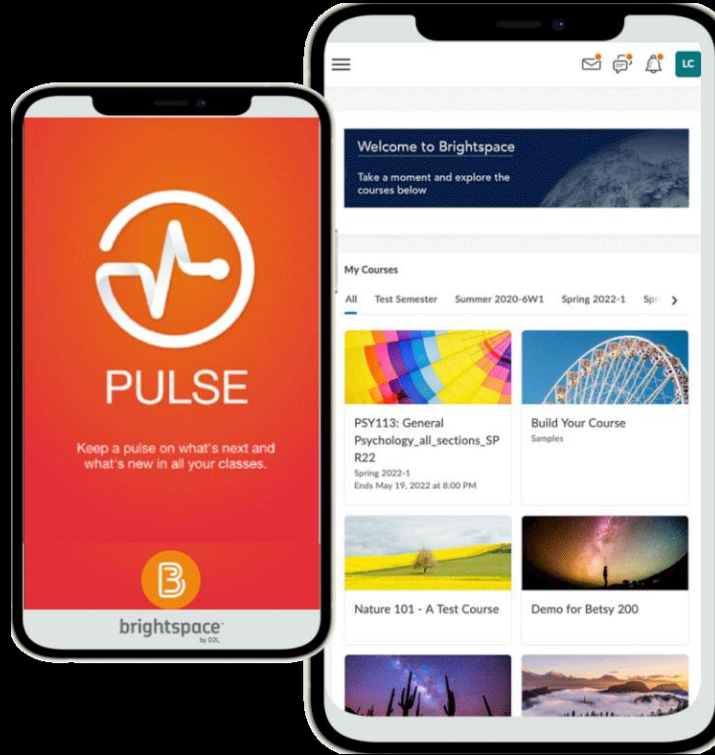 PULSE
Keep a pulse on what's next and
what's new in all your classes.
B
brightspace
by D2L
LC
Welcome to Brightspace
Take a moment and explore the
courses below
My Courses
All Test Semester Summer 2020-6W1 Spring 2022-1 Spr
PSY113: General
Psychology_all_sections_SP
R22
Spring 2022-1
Ends May 19, 2022 at 8:00 PM
Build Your Course
Samples
Nature 101 - A Test Course
Demo for Betsy 200